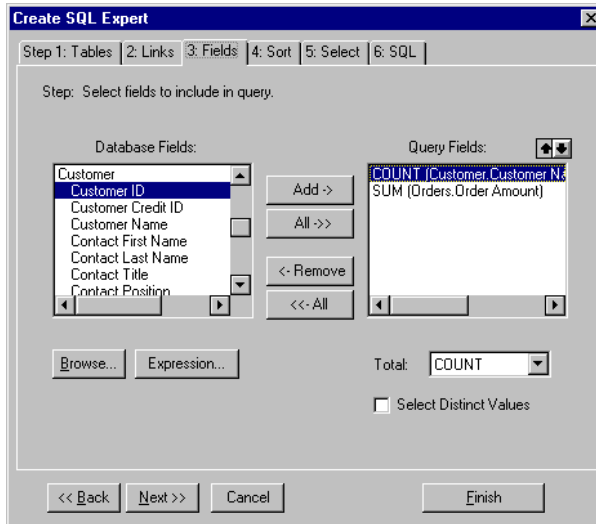 Create SQL Expert
Step 1: Tables 2: Links 3: Fields 4: Sort 5: Select 6: SQL
Step: Select fields to include in query.
Database Fields:
Query Fields:
Customer
Customer ID
Customer Credit ID
Customer Name
Contact First Name
Contact Last Name
Contact Title
Contact Position
Add ->
All ->>
<- Remove
<<- All
COUNT (Customer.Customer Na
SUM (Orders.Order Amount)
Browse...
Expression...
Total:
COUNT
Select Distinct Values
<< Back
Next >>
Cancel
Finish